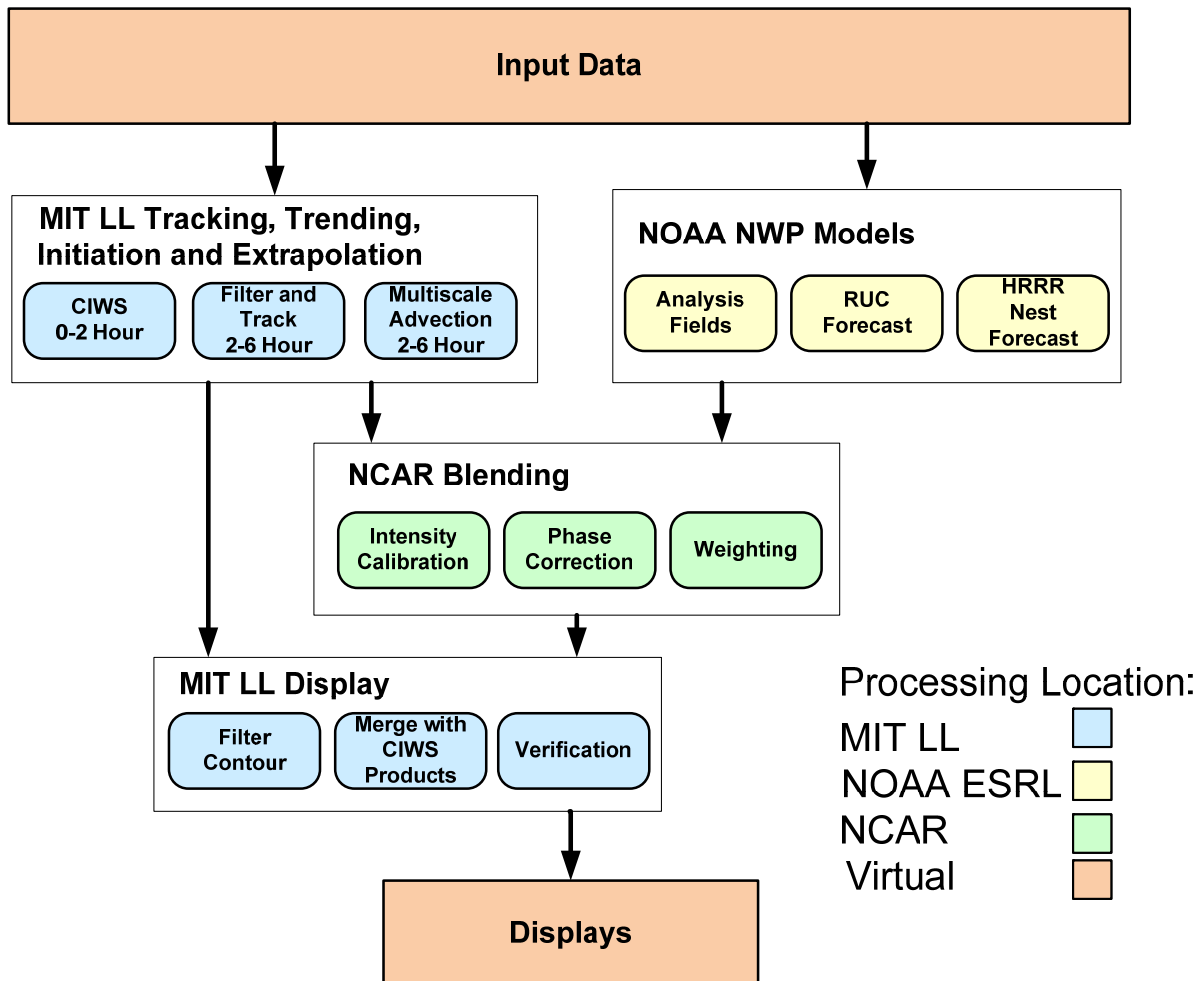 Input Data
MIT LL Tracking, Trending,
Initiation and Extrapolation
CIWS
0-2 Hour
Filter and
Track
2-6 Hour
Multiscale
Advection
2-6 Hour
NOAA NWP Models
Analysis
Fields
RUC
Forecast
HRRR
Nest
Forecast
NCAR Blending
Intensity
Calibration
Phase
Correction
Weighting
MIT LL Display
Filter
Contour
Merge with
CIWS
Products
Verification
Displays
Processing Location:
MIT LL
NOAA ESRL
NCAR
Virtual